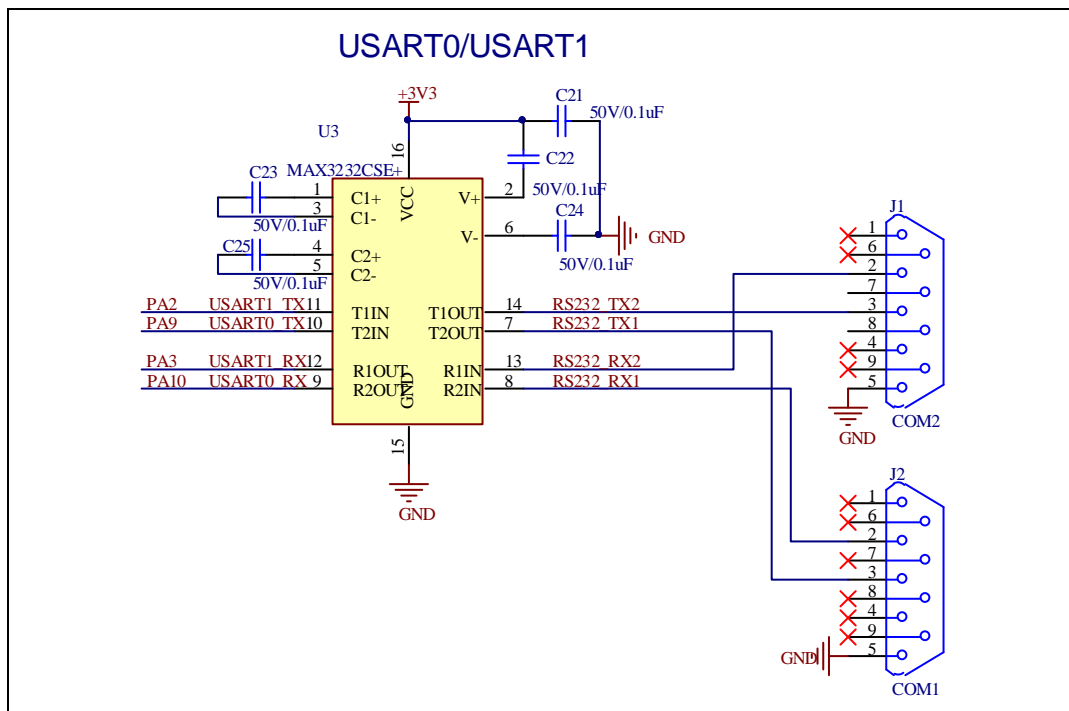 USART0/USART1
+3V3
C21
50V/0.1uF
U3
16
C22
C23
MAX3232CSE+
50V/0.1uF
1
C1+
VCC
V+
2
3
C1-
50V/0.1uF
C24
V-
6
GND
C25
4
C2+
50V/0.1uF
5
C2-
50V/0.1uF
PA2
USART1_TX
11
T1IN
T1OUT
14
RS232_TX2
PA9
USART0_TX
10
T2IN
T2OUT
7
RS232_TX1
PA3
USART1_RX
12
R1OUT
R1IN
13
RS232_RX2
PA10
USART0_RX
9
R2OUT
GND
R2IN
8
RS232_RX1
15
GND
J1
1
6
2
7
3
8
4
9
5
GND
COM2
J2
1
6
2
7
3
8
4
9
5
GND
COM1